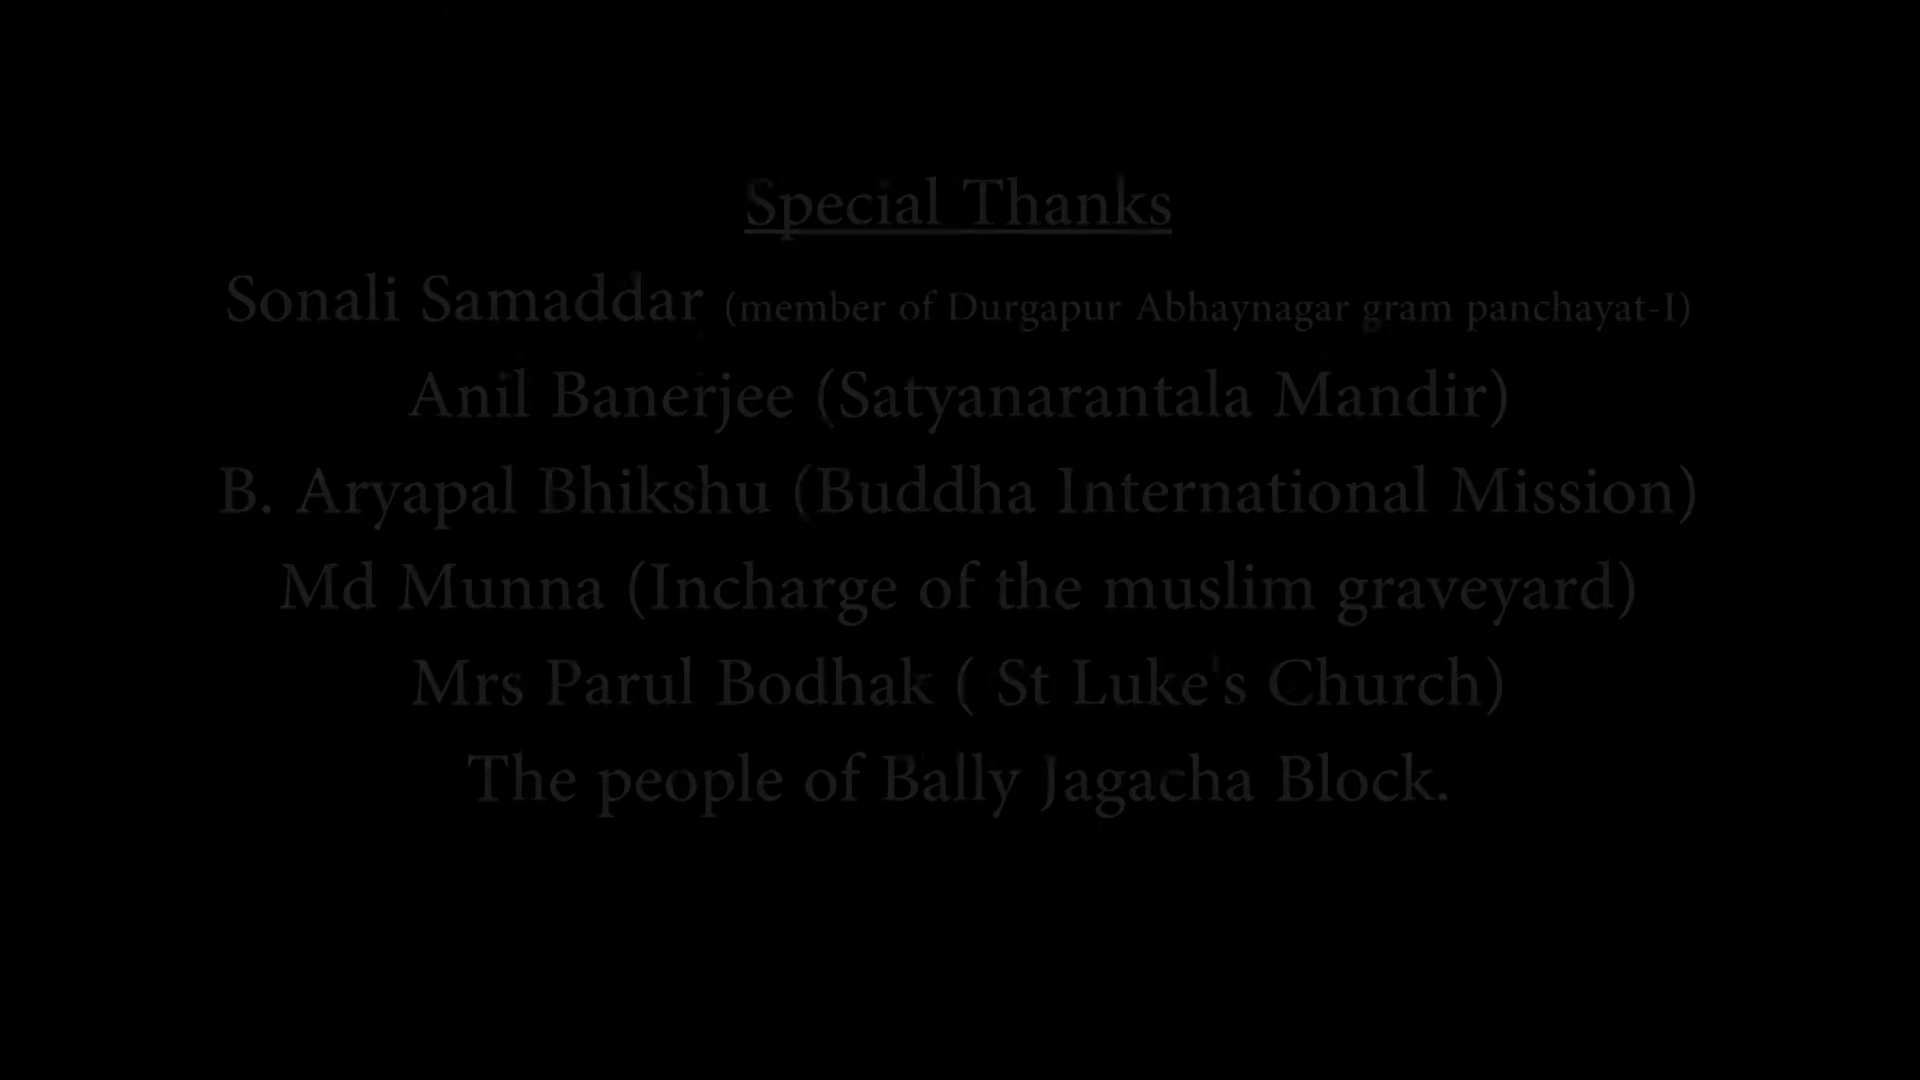 Special Thanks
Sonali Samaddar (member of Durgapur Abhaynagar gram panchayat-I)
Anil Banerjee (Satyanarantala Mandir)
B. Aryapal Bhikshu (Buddha International Mission)
Md Munna (Incharge of the muslim graveyard)
Mrs Parul Bodhak ( St Luke's Church)
The people of Bally Jagacha Block.